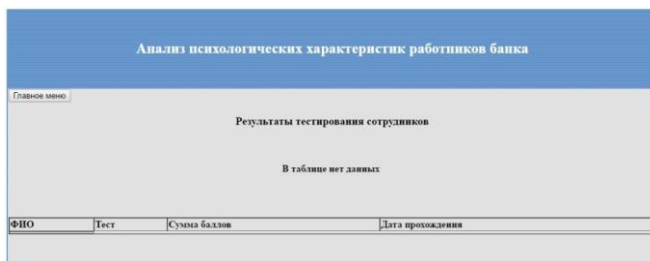 Анализ психологических характеристик работников банка
Главное меню
Результаты тестирования сотрудников
В таблице нет данных
ФИО Тест Сумма баллов Дата прохождения